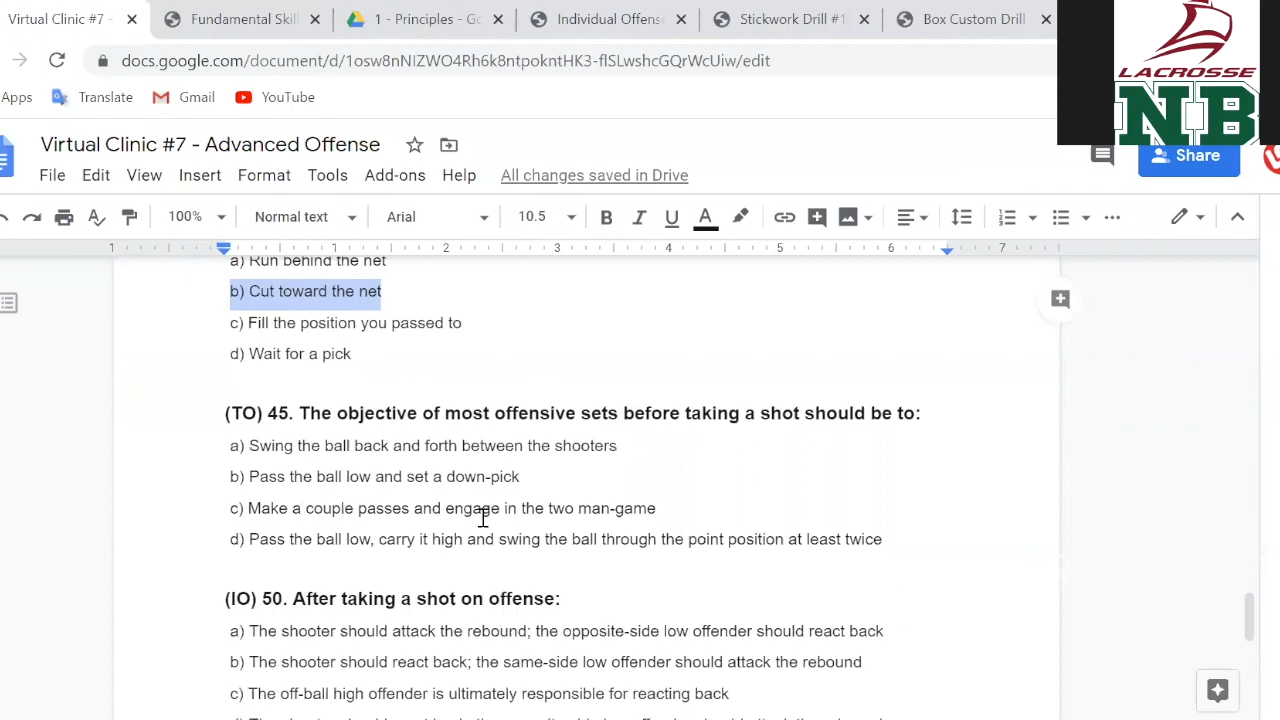 Virtual Clinic #7 -
Fundamental Skil
1 - Principles - Go
Individual Offense
Stickwork Drill #1
Box Custom Drill
docs.google.com/document/d/1osw8nNIZWO4Rh6k8ntpokntHK3-flSLwshcGQrWcUiw/edit
Apps Translate Gmail YouTube
LACROSSE
NB
Virtual Clinic #7 - Advanced Offense
Share
File Edit View Insert Format Tools Add-ons Help All changes saved in Drive
100% Normal text Arial 10.5 B I U A
1 1 2 3 4 5 6 7
a) Run behind the net
b) Cut toward the net
c) Fill the position you passed to
d) Wait for a pick
(TO) 45. The objective of most offensive sets before taking a shot should be to:
a) Swing the ball back and forth between the shooters
b) Pass the ball low and set a down-pick
c) Make a couple passes and engage in the two man-game
d) Pass the ball low, carry it high and swing the ball through the point position at least twice
(IO) 50. After taking a shot on offense:
a) The shooter should attack the rebound; the opposite-side low offender should react back
b) The shooter should react back; the same-side low offender should attack the rebound
c) The off-ball high offender is ultimately responsible for reacting back